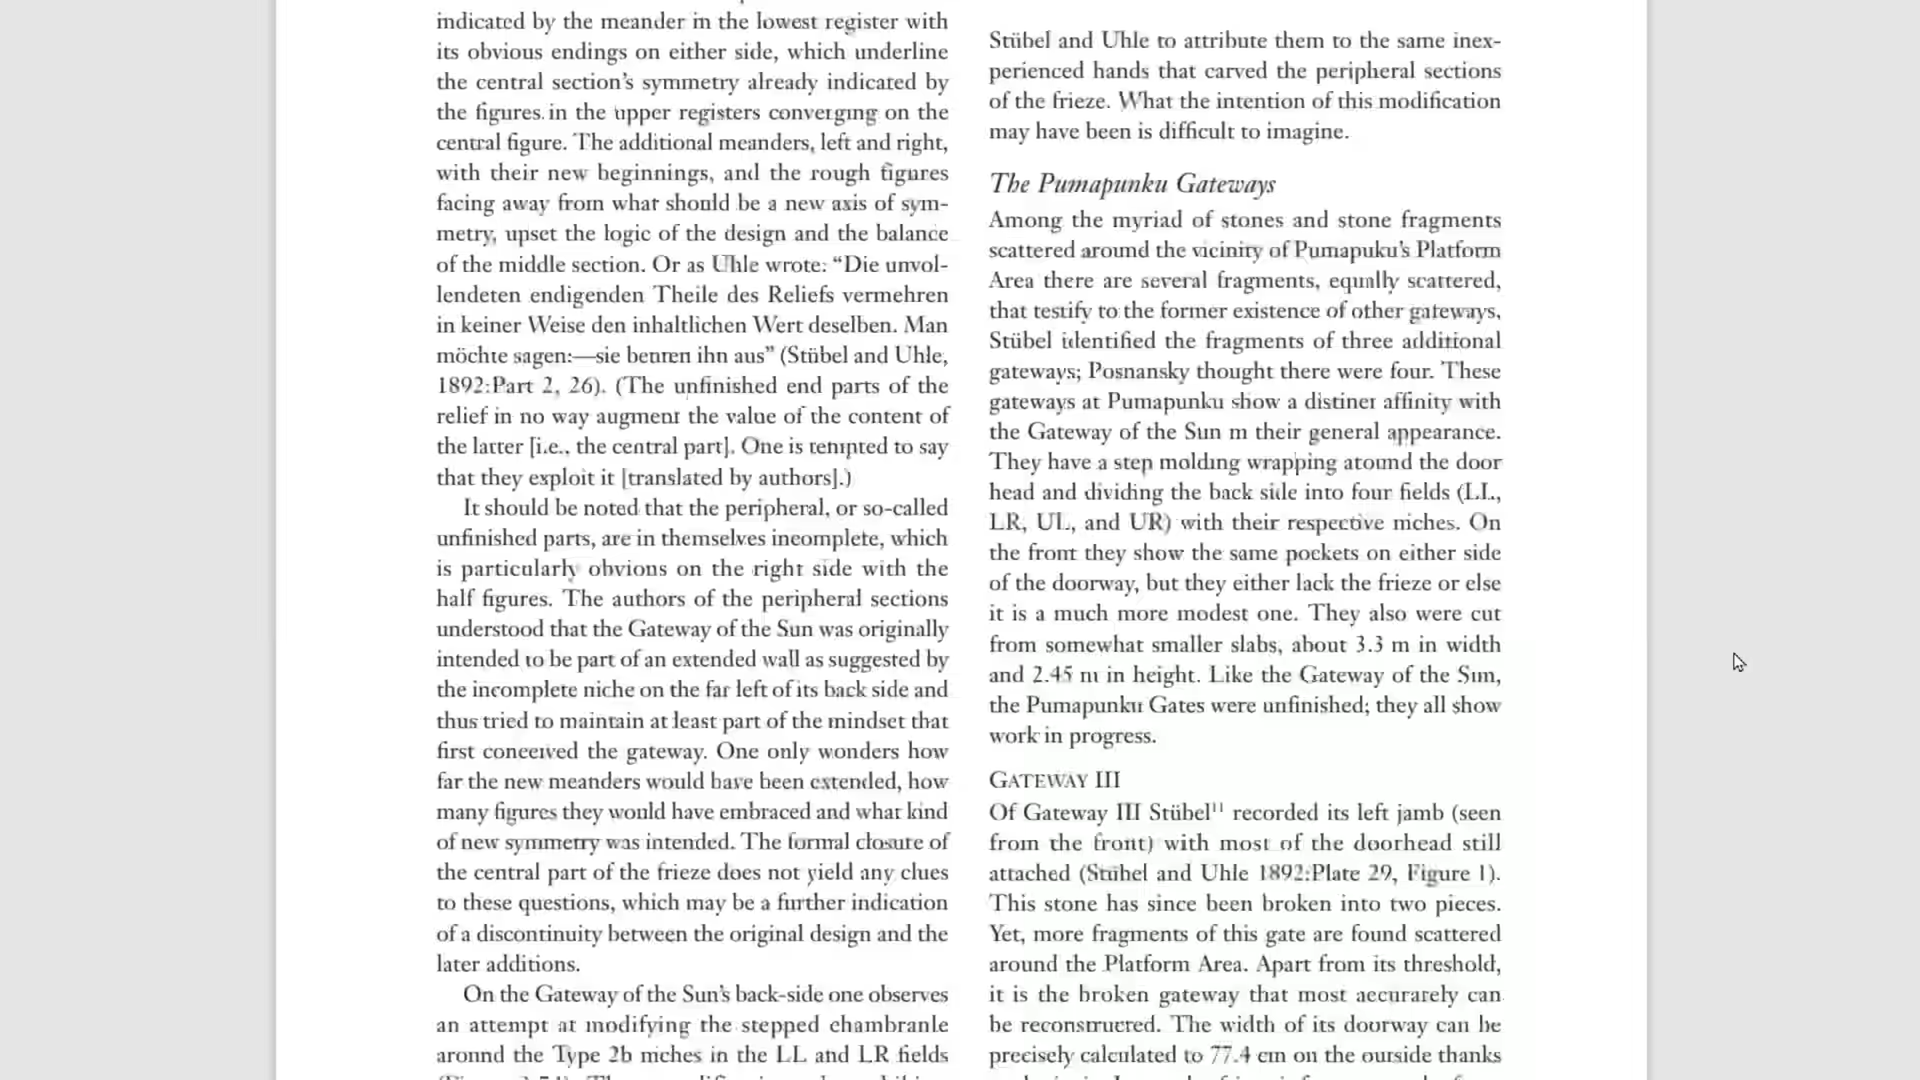 indicated by the meander in the lowest register with
its obvious endings on either side, which underline
the central section's symmetry already indicated by
the figures in the upper registers converging on the
central figure. The additional meanders, left and right,
with their new beginnings, and the rough figures
facing away from what should be a new axis of sym-
metry, upset the logic of the design and the balance
of the middle section. Or as Uhle wrote: “Die unvol-
lendeten endigenden Theile des Reliefs vermehren
in keiner Weise den inhaltlichen Wert deselben. Man
möchte sagen:—sie beuten ihn aus” (Stübel and Uhle,
1892:Part 2, 26). (The unfinished end parts of the
relief in no way augment the value of the content of
the latter [i.e., the central part]. One is tempted to say
that they exploit it [translated by authors].)
It should be noted that the peripheral, or so-called
unfinished parts, are in themselves incomplete, which
is particularly obvious on the right side with the
half figures. The authors of the peripheral sections
understood that the Gateway of the Sun was originally
intended to be part of an extended wall as suggested by
the incomplete niche on the far left of its back side and
thus tried to maintain at least part of the mindset that
first conceived the gateway. One only wonders how
far the new meanders would have been extended, how
many figures they would have embraced and what kind
of new symmetry was intended. The formal closure of
the central part of the frieze does not yield any clues
to these questions, which may be a further indication
of a discontinuity between the original design and the
later additions.
On the Gateway of the Sun's back-side one observes
an attempt at modifying the stepped chambranle
around the Type 2b niches in the LL and LR fields
Stübel and Uhle to attribute them to the same inex-
perienced hands that carved the peripheral sections
of the frieze. What the intention of this modification
may have been is difficult to imagine.
The Pumapunku Gateways
Among the myriad of stones and stone fragments
scattered around the vicinity of Pumapuku's Platform
Area there are several fragments, equally scattered,
that testify to the former existence of other gateways,
Stübel identified the fragments of three additional
gateways; Posnansky thought there were four. These
gateways at Pumapunku show a distinct affinity with
the Gateway of the Sun in their general appearance.
They have a step molding wrapping around the door
head and dividing the back side into four fields (LL,
LR, UL, and UR) with their respective niches. On
the front they show the same pockets on either side
of the doorway, but they either lack the frieze or else
it is a much more modest one. They also were cut
from somewhat smaller slabs, about 3.3 m in width
and 2.45 m in height. Like the Gateway of the Sun,
the Pumapunku Gates were unfinished; they all show
work in progress.
GATEWAY III
Of Gateway III Stübel¹¹ recorded its left jamb (seen
from the front) with most of the doorhead still
attached (Stübel and Uhle 1892:Plate 29, Figure 1).
This stone has since been broken into two pieces.
Yet, more fragments of this gate are found scattered
around the Platform Area. Apart from its threshold,
it is the broken gateway that most accurately can
be reconstructed. The width of its doorway can be
precisely calculated to 77.4 cm on the outside thanks